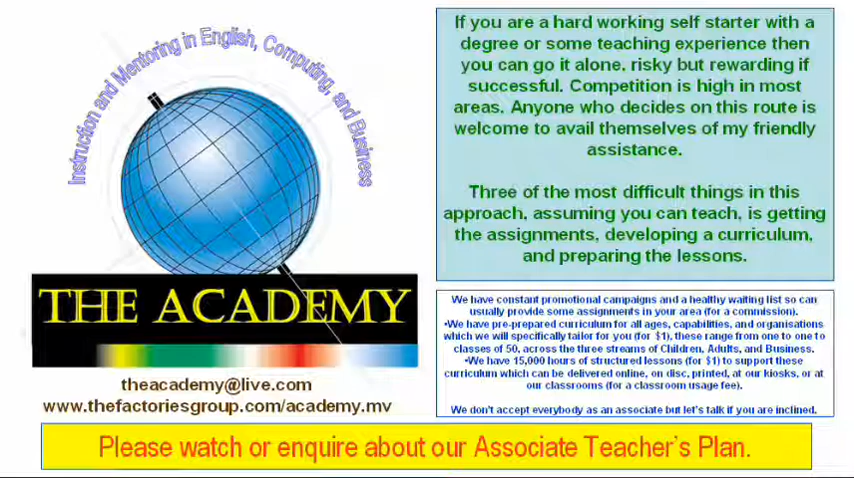 Instruction and Mentoring in English, Computing, and Business
THE ACADEMY
theacademy@live.com
www.thefactoriesgroup.com/academy.mv
If you are a hard working self starter with a
degree or some teaching experience then
you can go it alone, risky but rewarding if
successful. Competition is high in most
areas. Anyone who decides on this route is
welcome to avail themselves of my friendly
assistance.
Three of the most difficult things in this
approach, assuming you can teach, is getting
the assignments, developing a curriculum,
and preparing the lessons.
We have constant promotional campaigns and a healthy waiting list so can
usually provide some assignments in your area (for a commission).
•We have pre-prepared curriculum for all ages, capabilities, and organisations
which we will specifically tailor for you (for $1), these range from one to one to
classes of 50, across the three streams of Children, Adults, and Business.
•We have 15,000 hours of structured lessons (for $1) to support these
curriculum which can be delivered online, on disc, printed, at our kiosks, or at
our classrooms (for a classroom usage fee).
We don't accept everybody as an associate but let's talk if you are inclined.
Please watch or enquire about our Associate Teacher's Plan.